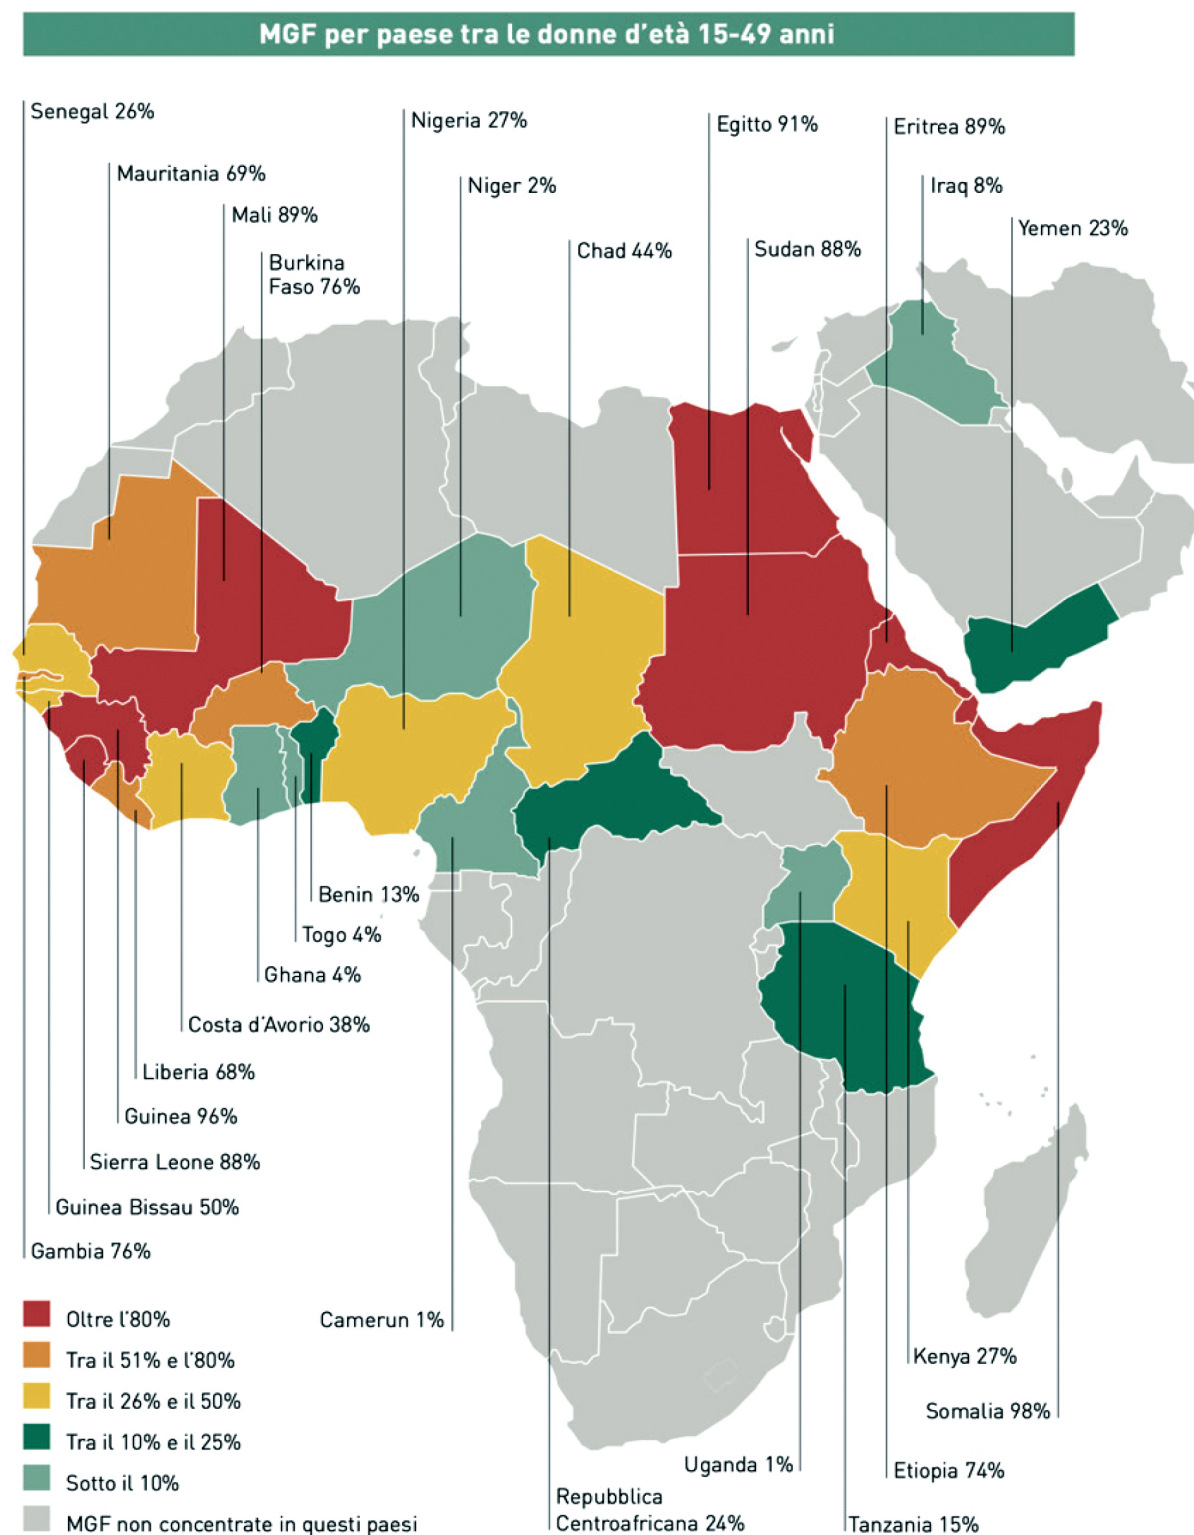 MGF per paese tra le donne d'età 15-49 anni
Senegal 26%
Nigeria 27%
Egitto 91%
Eritrea 89%
Mauritania 69%
Niger 2%
Iraq 8%
Mali 89%
Yemen 23%
Burkina
Faso 76%
Chad 44%
Sudan 88%
Benin 13%
Togo 4%
Ghana 4%
Costa d'Avorio 38%
Liberia 68%
Guinea 96%
Sierra Leone 88%
Guinea Bissau 50%
Gambia 76%
Camerun 1%
Kenya 27%
Somalia 98%
Uganda 1%
Etiopia 74%
Repubblica
Centroafricana 24%
Tanzania 15%
Oltre l'80%
Tra il 51% e l'80%
Tra il 26% e il 50%
Tra il 10% e il 25%
Sotto il 10%
MGF non concentrate in questi paesi